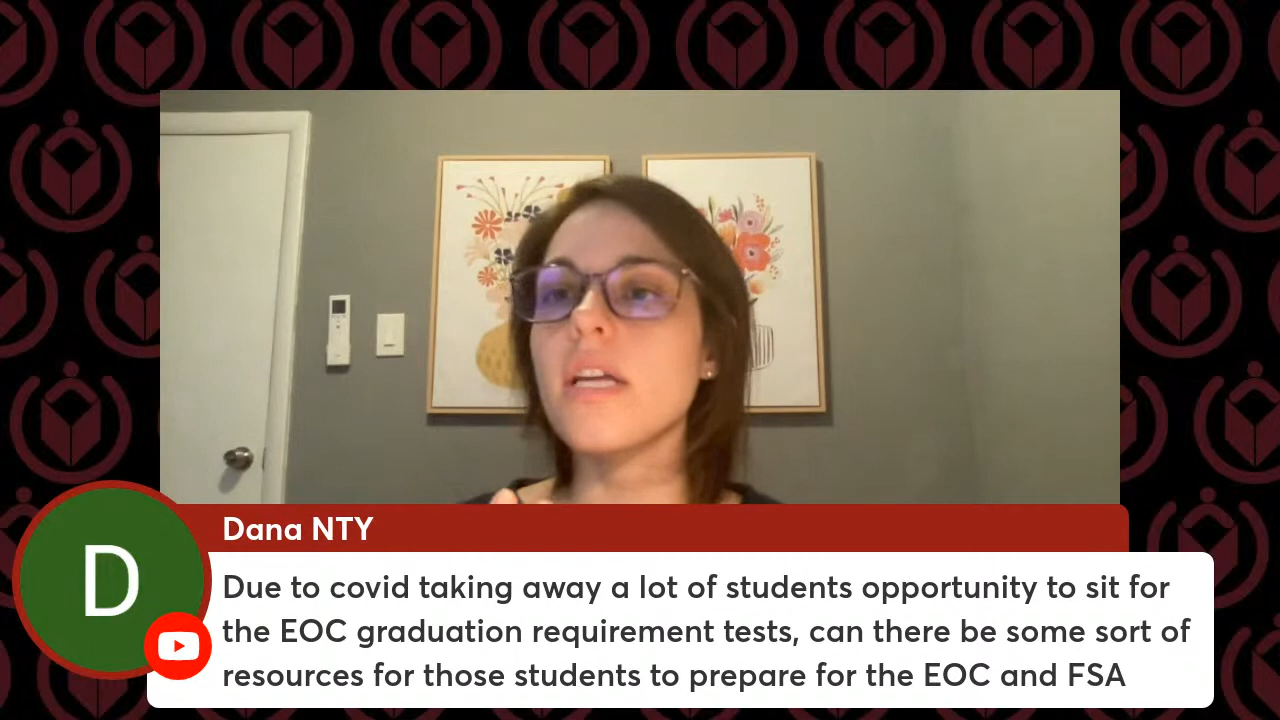 Dana NTY
D
Due to covid taking away a lot of students opportunity to sit for
the EOC graduation requirement tests, can there be some sort of
resources for those students to prepare for the EOC and FSA